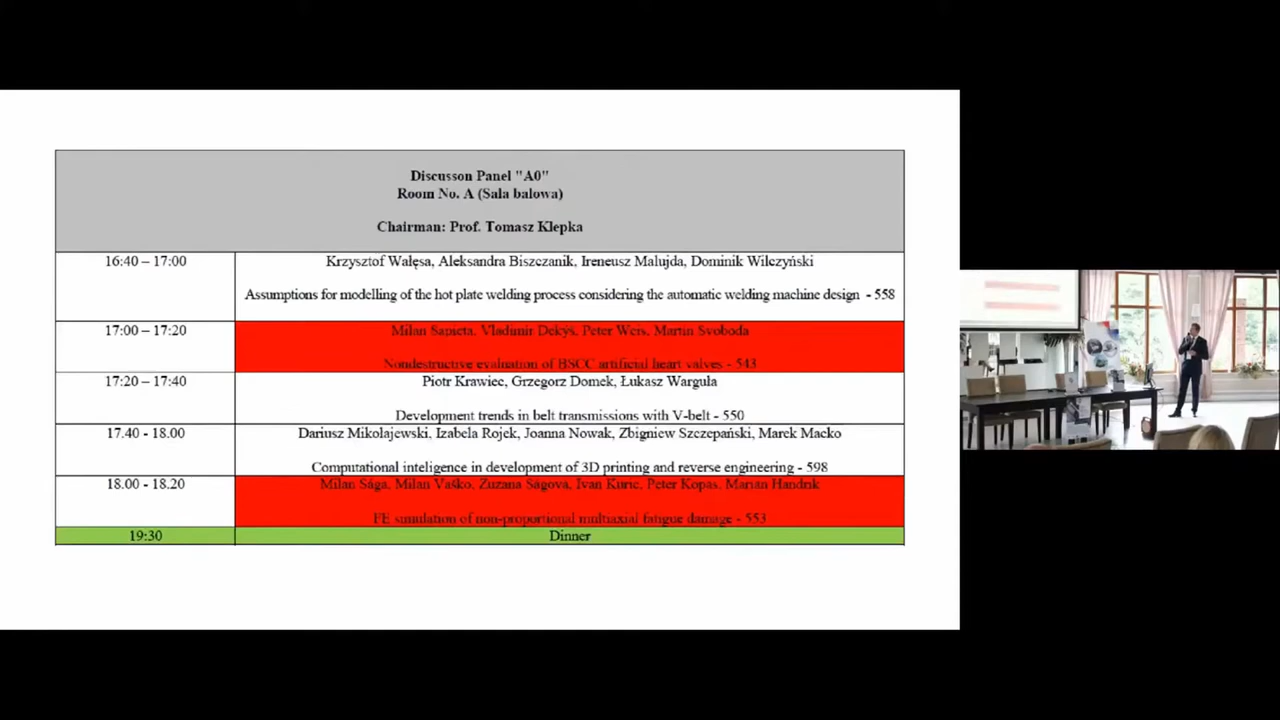 Discusson Panel "A0"
Room No. A (Sala balowa)
Chairman: Prof. Tomasz Klepka
16:40 – 17:00
Krzysztof Wałęsa, Aleksandra Biszczanik, Ireneusz Malujda, Dominik Wilczyński
Assumptions for modelling of the hot plate welding process considering the automatic welding machine design - 558
17:00 – 17:20
Milan Sapieta, Vladimír Dekýš, Peter Weis, Martin Svoboda
Nondestructive evaluation of BSCC artificial heart valves - 543
17:20 – 17:40
Piotr Krawiec, Grzegorz Domek, Łukasz Warguła
Development trends in belt transmissions with V-belt - 550
17.40 - 18.00
Dariusz Mikołajewski, Izabela Rojek, Joanna Nowak, Zbigniew Szczepański, Marek Macko
Computational inteligence in development of 3D printing and reverse engineering - 598
18.00 - 18.20
Milan Sága, Milan Vaško, Zuzana Ságová, Ivan Kuric, Peter Kopas, Marian Handrik
FE simulation of non-proportional multiaxial fatgue damage - 553
19:30
Dinner